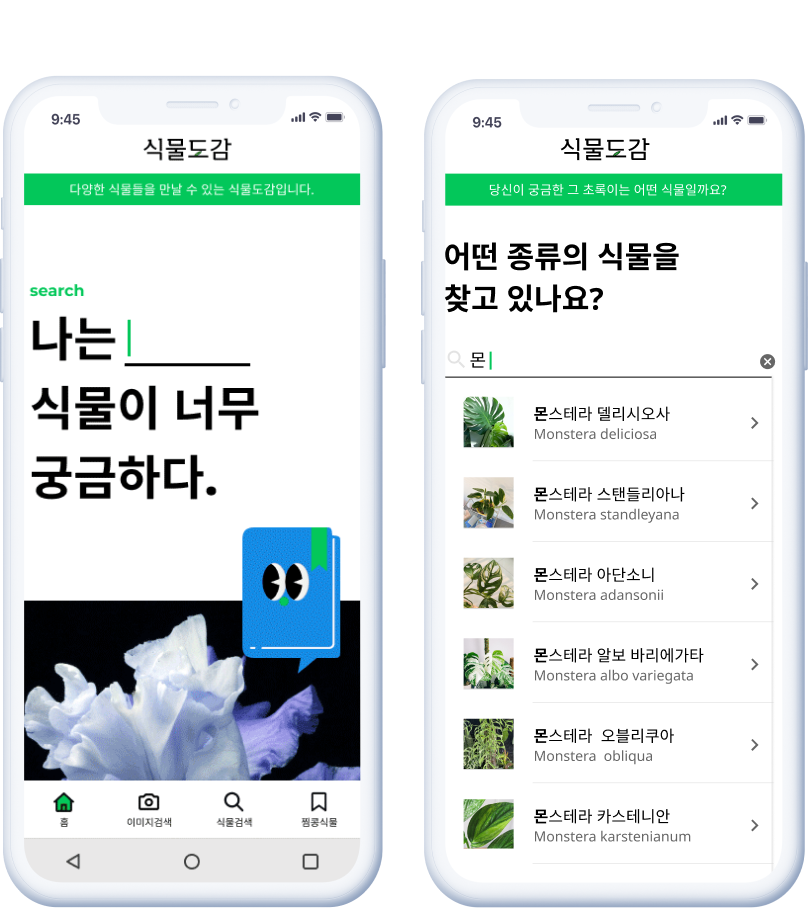 9:45
식물도감
다양한 식물들을 만날 수 있는 식물도감입니다.
search
나는
식물이 너무
궁금하다.
홈
이미지검색
식물검색
찜콩식물
9:45
식물도감
당신이 궁금한 그 초록이는 어떤 식물일까요?
어떤 종류의 식물을
찾고 있나요?
몬
몬스테라 델리시오사
Monstera deliciosa
몬스테라 스탠들리아나
Monstera standleyana
몬스테라 아단소니
Monstera adansonii
몬스테라 알보 바리에가타
Monstera albo variegata
몬스테라 오블리쿠아
Monstera obliqua
몬스테라 카스테니안
Monstera karstenianum